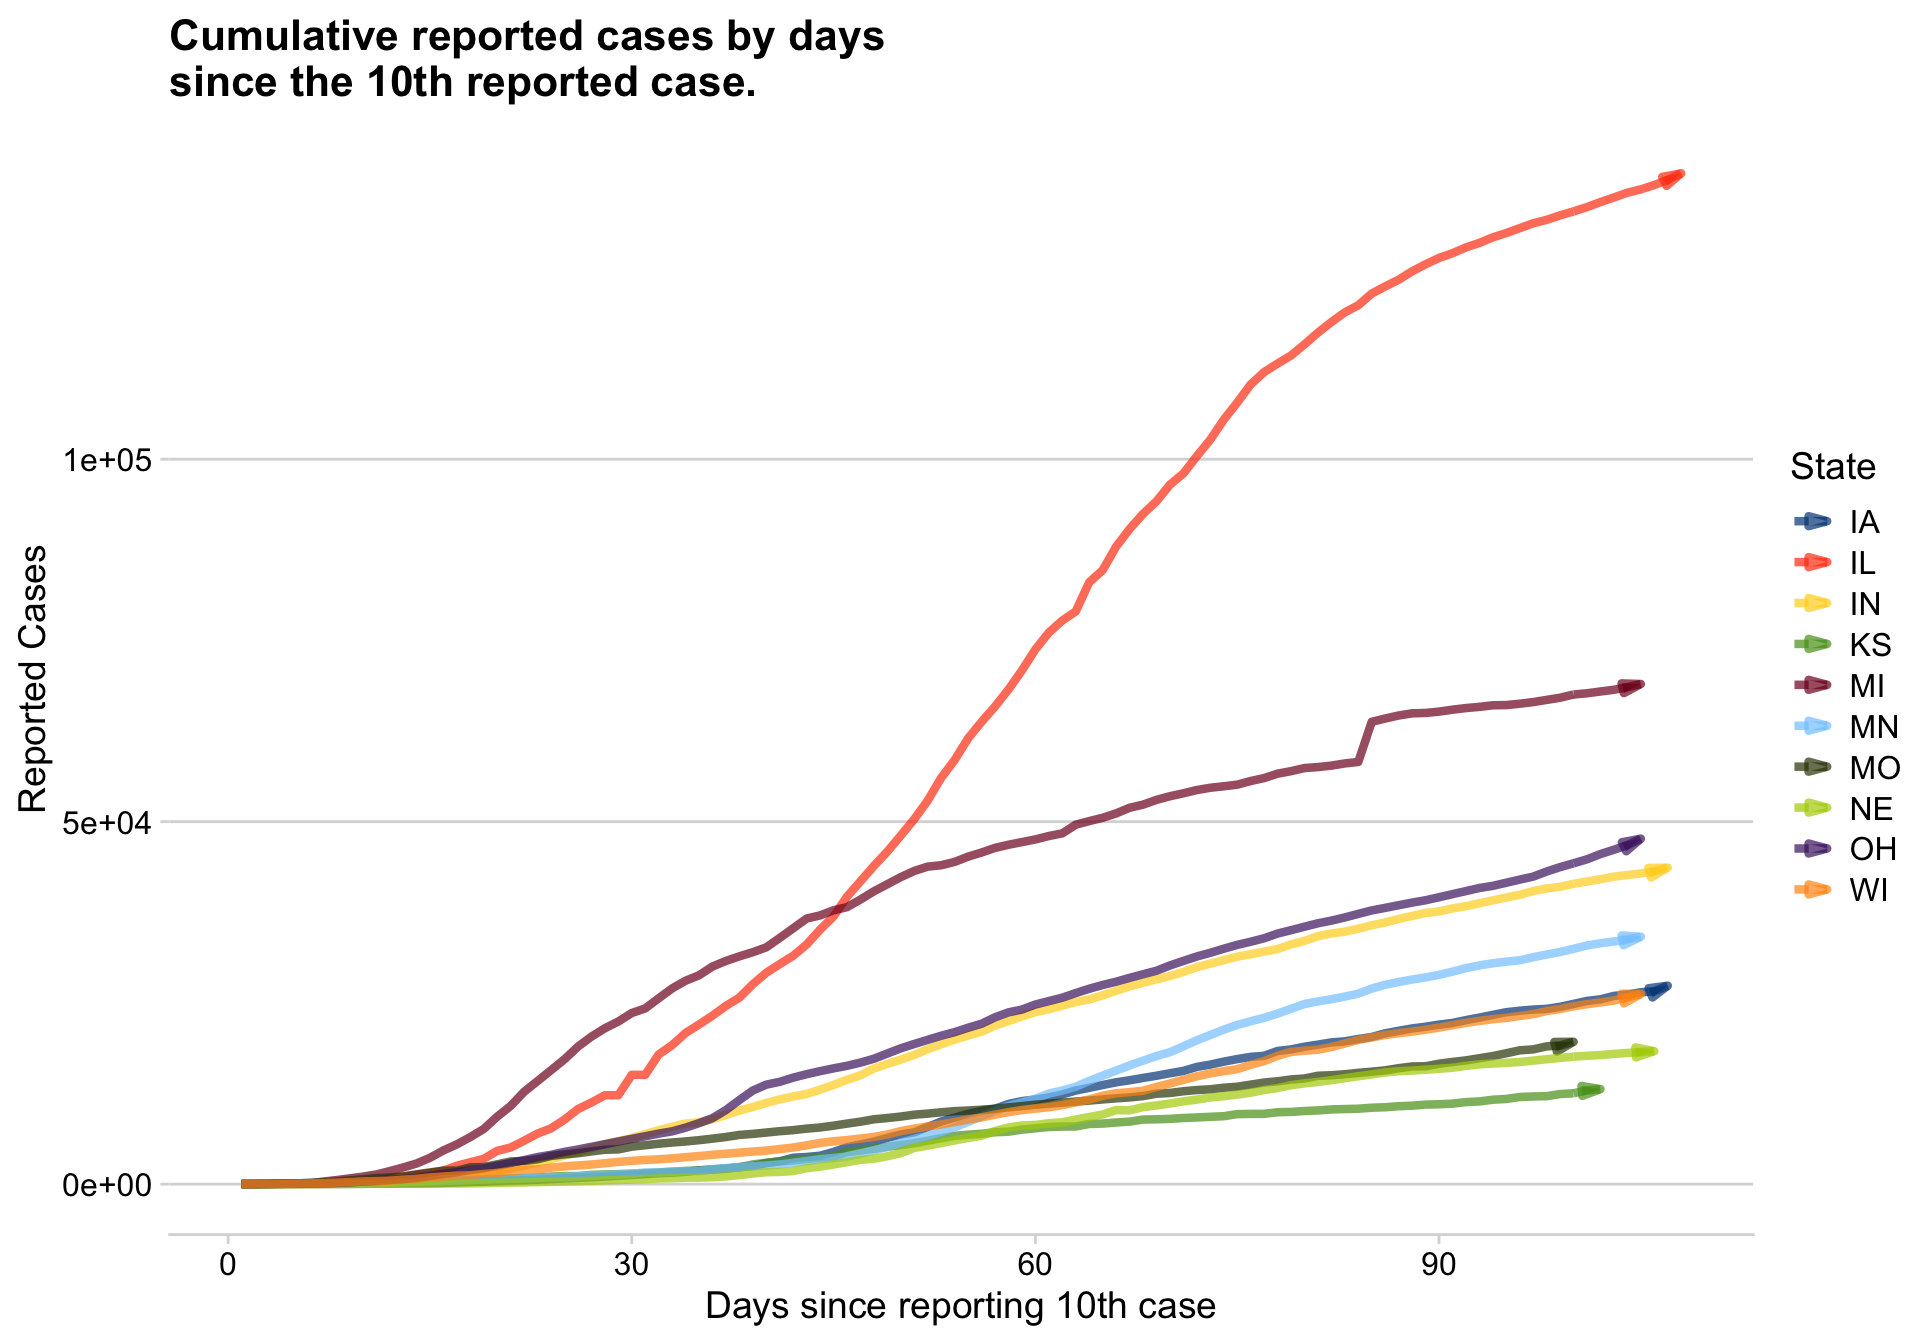 Cumulative reported cases by days
since the 10th reported case.
1e+05
5e+04
0e+00
Reported Cases
0
30
60
90
Days since reporting 10th case
State
IA
IL
IN
KS
MI
MN
MO
NE
OH
WI